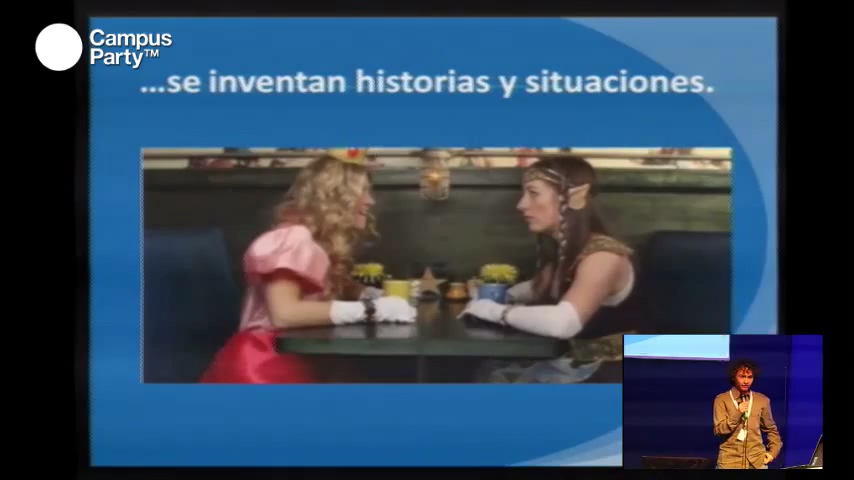 Campus
Party™
...se inventan historias y situaciones.